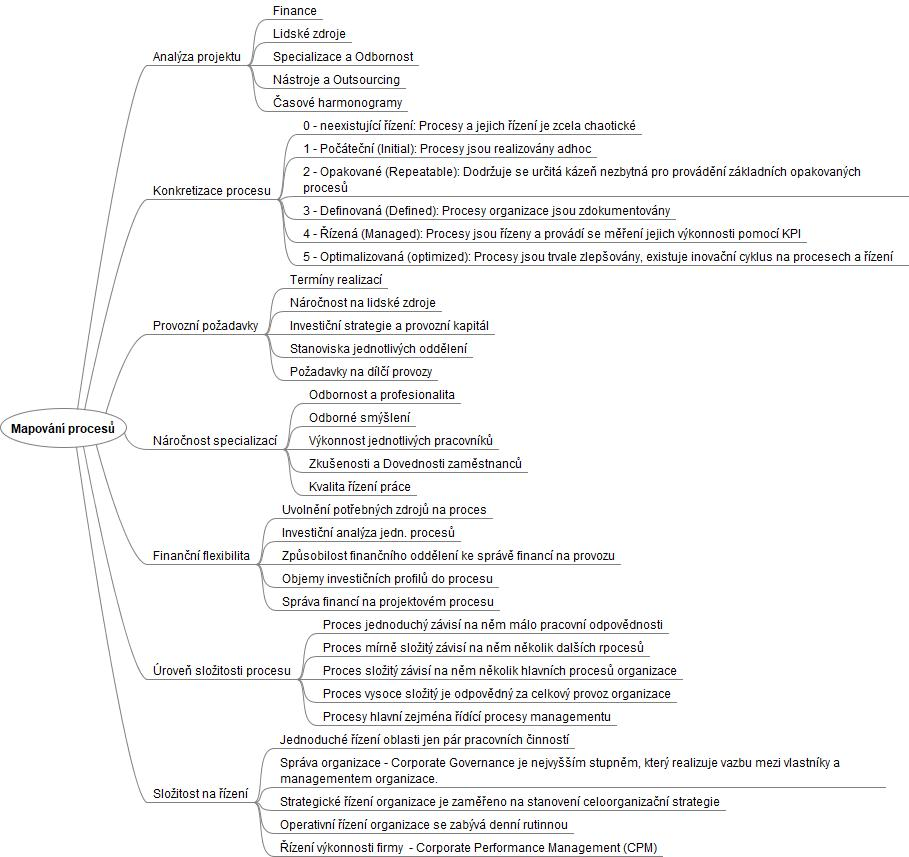 Mapování procesů
Analýza projektu
Finance
Lidské zdroje
Specializace a Odbornost
Nástroje a Outsourcing
Časové harmonogramy
Konkretizace procesu
0 - neexistující řízení: Procesy a jejich řízení je zcela chaotické
1 - Počáteční (Initial): Procesy jsou realizovány adhoc
2 - Opakované (Repeatable): Dodržuje se určitá kázeň nezbytná pro provádění základních opakovaných
procesů
3 - Definovaná (Defined): Procesy organizace jsou zdokumentovány
4 - Řízená (Managed): Procesy jsou řízeny a provádí se měření jejich výkonnosti pomocí KPI
5 - Optimalizovaná (optimized): Procesy jsou trvale zlepšovány, existuje inovační cyklus na procesech a řízení
Provozní požadavky
Termíny realizací
Náročnost na lidské zdroje
Investiční strategie a provozní kapitál
Stanoviska jednotlivých oddělení
Požadavky na dílčí provozy
Náročnost specializací
Odbornost a profesionalita
Odborné smýšlení
Výkonnost jednotlivých pracovníků
Zkušenosti a Dovednosti zaměstnanců
Kvalita řízení práce
Finanční flexibilita
Uvolnění potřebných zdrojů na proces
Investiční analýza jedn. procesů
Způsobilost finančního oddělení ke správě financí na provozu
Objemy investičních profilů do procesu
Správa financí na projektovém procesu
Úroveň složitosti procesu
Proces jednoduchý závisí na něm málo pracovní odpovědnosti
Proces mírně složitý závisí na něm několik dalších rpocesů
Proces složitý závisí na něm několik hlavních procesů organizace
Proces vysoce složitý je odpovědný za celkový provoz organizace
Procesy hlavní zejména řídící procesy managementu
Složitost na řízení
Jednoduché řízení oblasti jen pár pracovních činností
Správa organizace - Corporate Governance je nejvyšším stupněm, který realizuje vazbu mezi vlastníky a
managementem organizace.
Strategické řízení organizace je zaměřeno na stanovení celoorganizační strategie
Operativní řízení organizace se zabývá denní rutinnou
Řízení výkonnosti firmy - Corporate Performance Management (CPM)